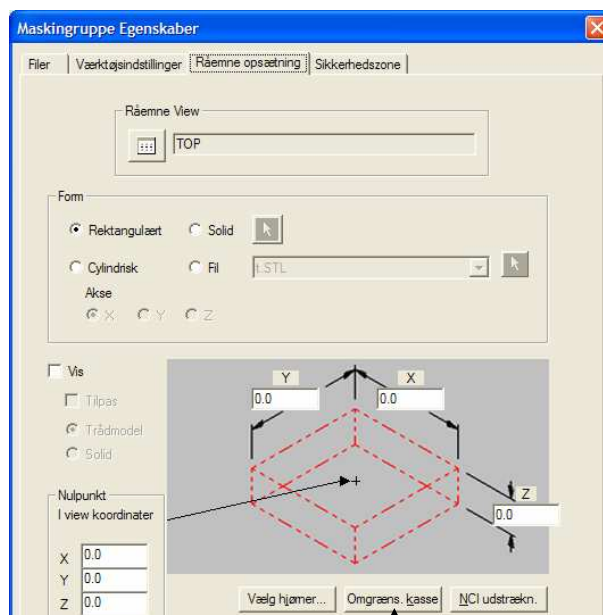 Maskingruppe Egenskaber
Filer Værktøjsindstillinger Råemne opsætning Sikkerhedszone
Råemne View
TOP
Form
Rektangulært Solid
Cylindrisk Fil t.STL
Akse
X Y Z
Vis
Tilpas
Trådmodel
Solid
Y X
0.0 0.0
Z
0.0
Nulpunkt
I view koordinater
X 0.0
Y 0.0
Z 0.0
Vælg hjørner... Omgræns. kasse NCI udstrækn.